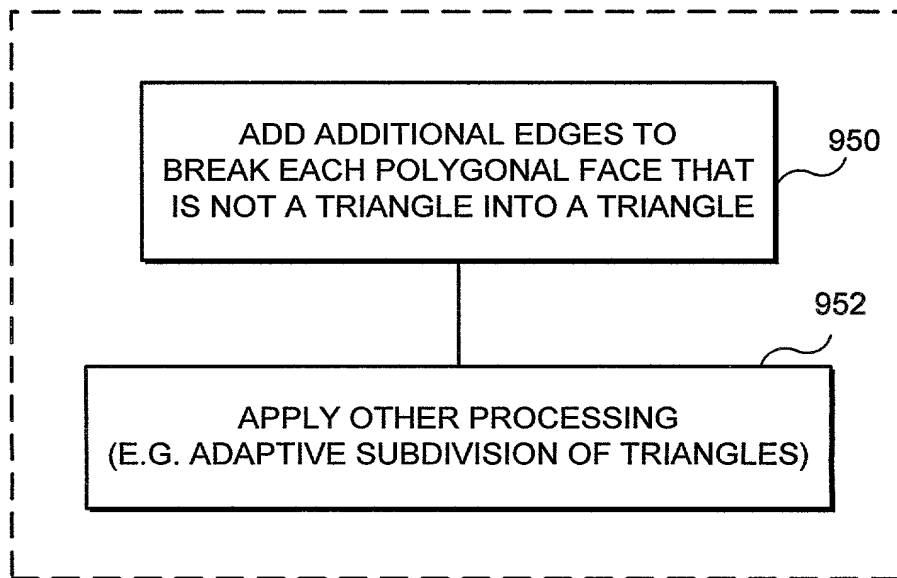 ADD ADDITIONAL EDGES TO
BREAK EACH POLYGONAL FACE THAT
IS NOT A TRIANGLE INTO A TRIANGLE
950
952
APPLY OTHER PROCESSING
(E.G. ADAPTIVE SUBDIVISION OF TRIANGLES)